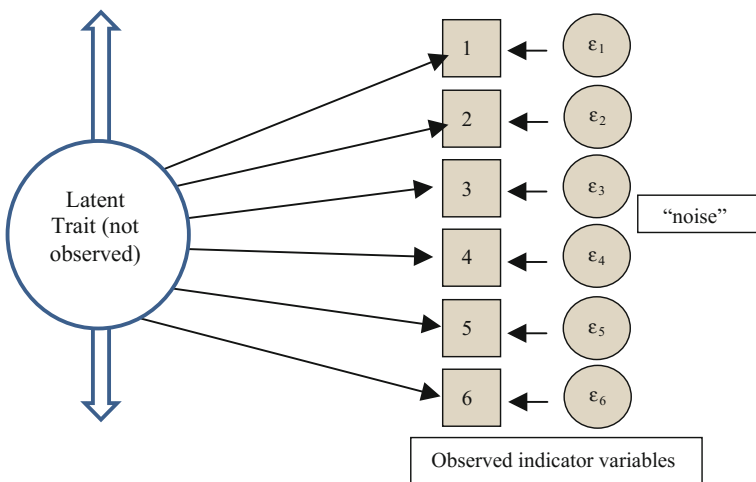 1 ε1
2 ε2
Latent
Trait (not
observed)
3 ε3
"noise"
4 ε4
5 ε5
6 ε6
Observed indicator variables